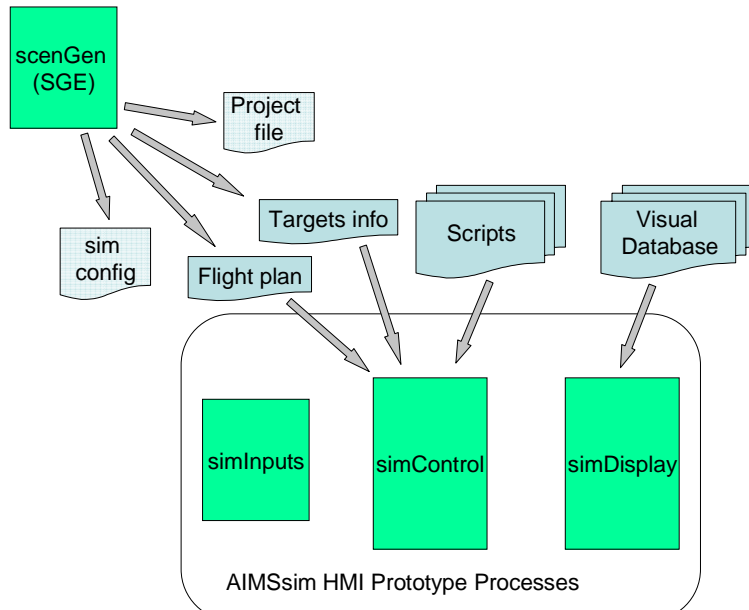 scenGen
(SGE)
Project
file
Targets info
Scripts
Visual
Database
sim
config
Flight plan
simInputs
simControl
simDisplay
AIMSsim HMI Prototype Processes